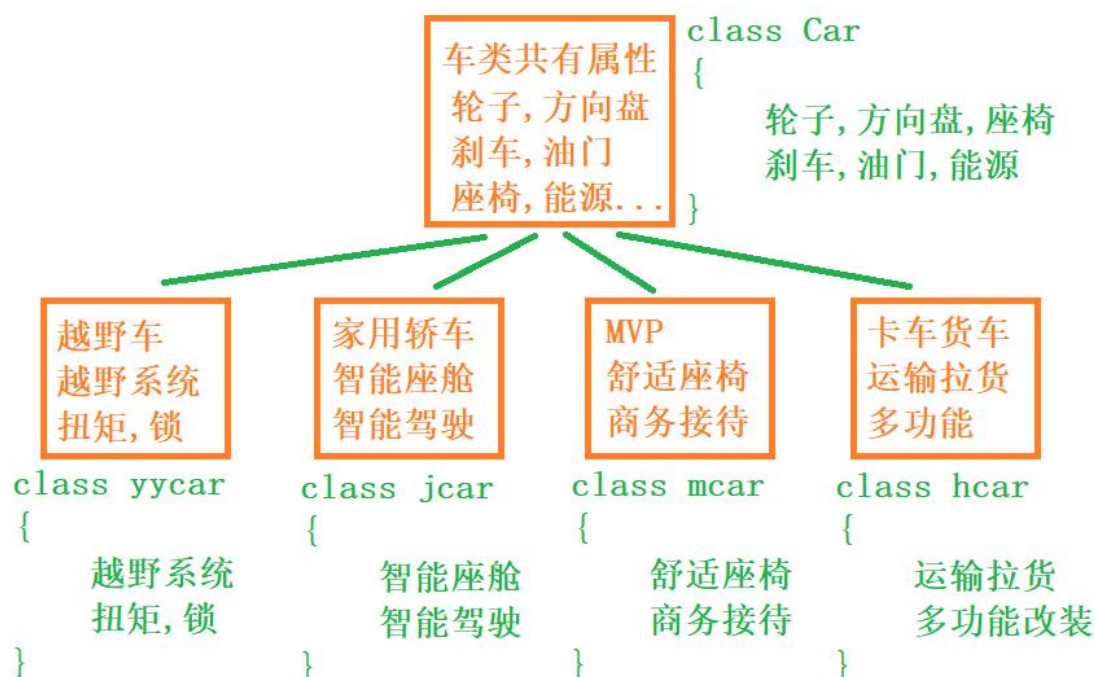 车类共有属性
轮子,方向盘
刹车,油门
座椅,能源...
class Car
{
轮子,方向盘,座椅
刹车,油门,能源
}
越野车
越野系统
扭矩,锁
家用轿车
智能座舱
智能驾驶
MVP
舒适座椅
商务接待
卡车货车
运输拉货
多功能
class yycar
{
越野系统
扭矩,锁
}
class jcar
{
智能座舱
智能驾驶
}
class mcar
{
舒适座椅
商务接待
}
class hcar
{
运输拉货
多功能改装
}